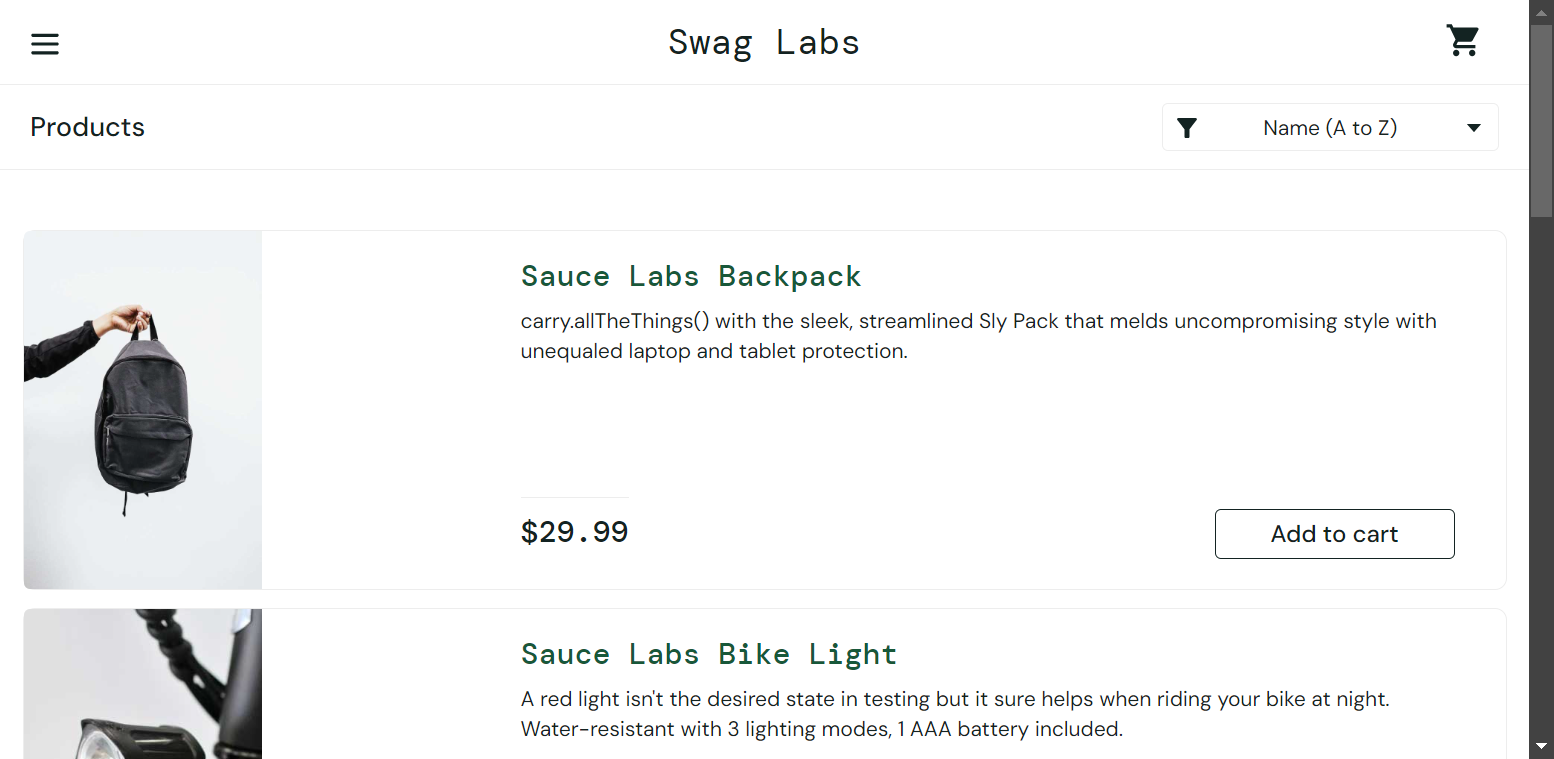 Swag Labs
Products
Name (A to Z)
Sauce Labs Backpack
carry.allTheThings() with the sleek, streamlined Sly Pack that melds uncompromising style with
unequaled laptop and tablet protection.
$29.99
Add to cart
Sauce Labs Bike Light
A red light isn't the desired state in testing but it sure helps when riding your bike at night.
Water-resistant with 3 lighting modes, 1 AAA battery included.